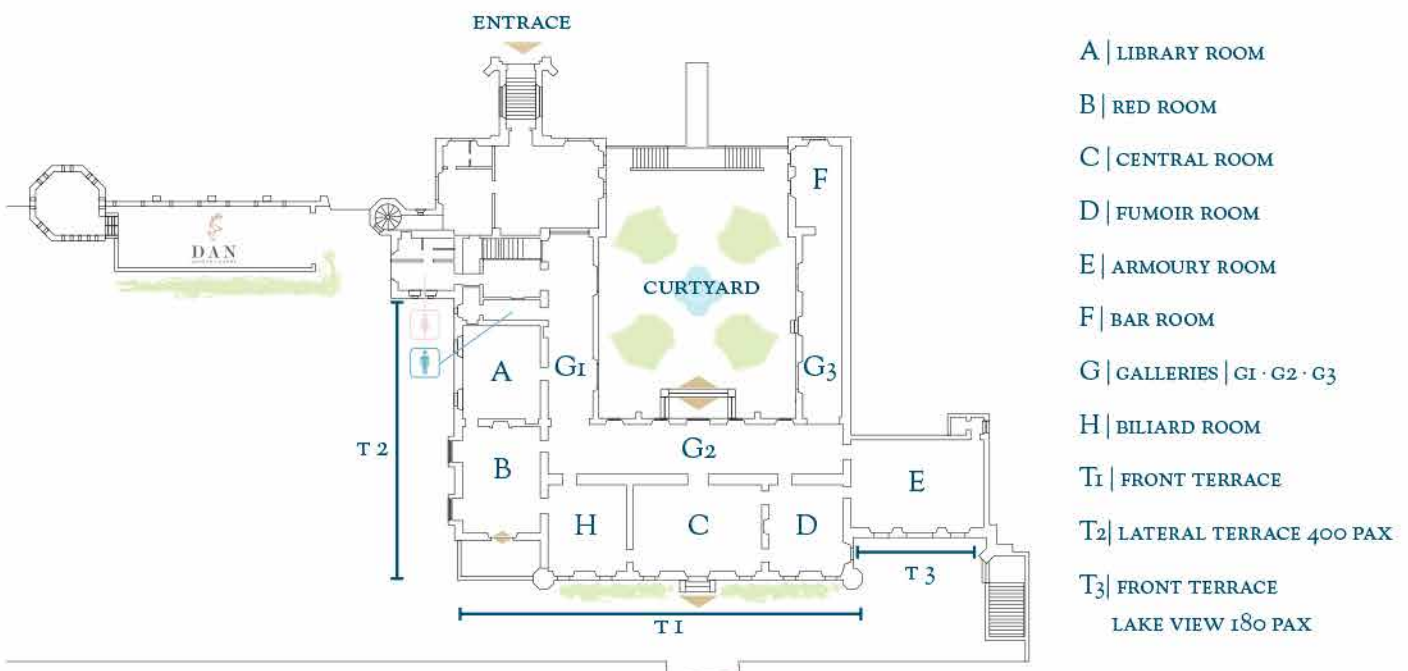 ENTRACE
DAN
CURTYARD
F
A
G1
G3
B
G2
E
H
C
D
T 2
T 3
T 1
A | LIBRARY ROOM
B | RED ROOM
C | CENTRAL ROOM
D | FUMOIR ROOM
E | ARMOURY ROOM
F | BAR ROOM
G | GALLERIES | G1 · G2 · G3
H | BILIARD ROOM
T1 | FRONT TERRACE
T2| LATERAL TERRACE 400 PAX
T3| FRONT TERRACE
LAKE VIEW 180 PAX